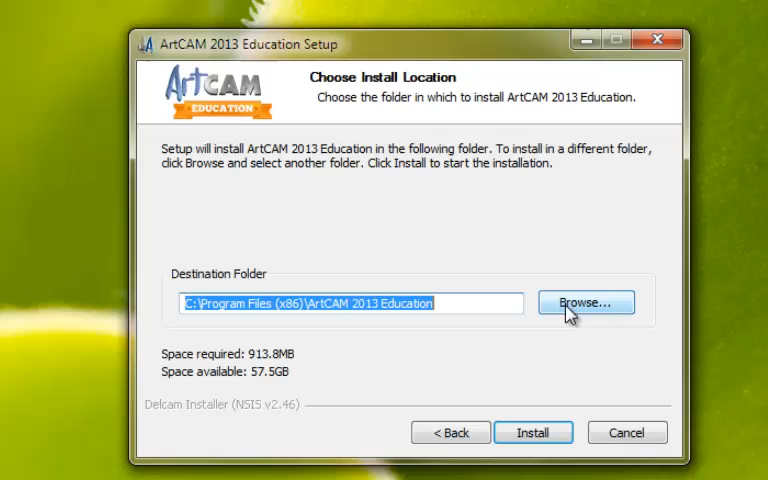 ArtCAM 2013 Education Setup
ArtCAM
EDUCATION
Choose Install Location
Choose the folder in which to install ArtCAM 2013 Education.
Setup will install ArtCAM 2013 Education in the following folder. To install in a different folder,
click Browse and select another folder. Click Install to start the installation.
Destination Folder
C:\Program Files (x86)\ArtCAM 2013 Education
Browse...
Space required: 913.8MB
Space available: 57.5GB
Delcam Installer (NSIS v2.46)
< Back
Install
Cancel